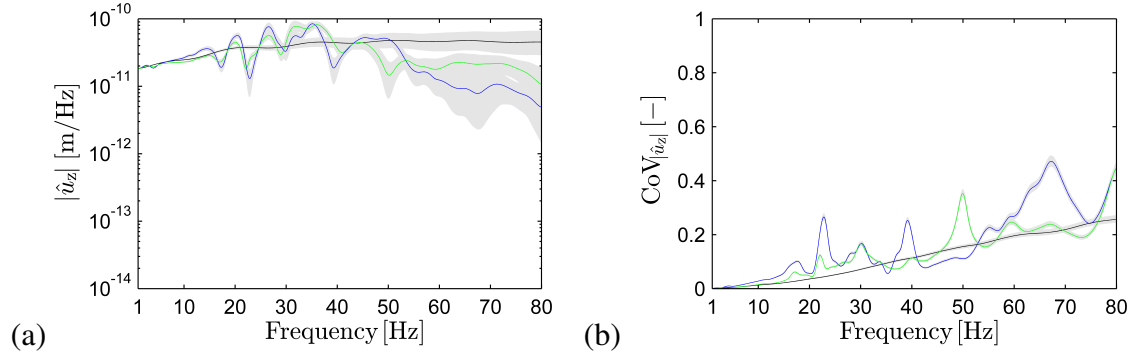 10^-10
10^-11
10^-12
10^-13
10^-14
|û_z| [m/Hz]
1 10 20 30 40 50 60 70 80
Frequency [Hz]
(a)
1
0.8
0.6
0.4
0.2
0
CoV_|û_z| [−]
1 10 20 30 40 50 60 70 80
Frequency [Hz]
(b)